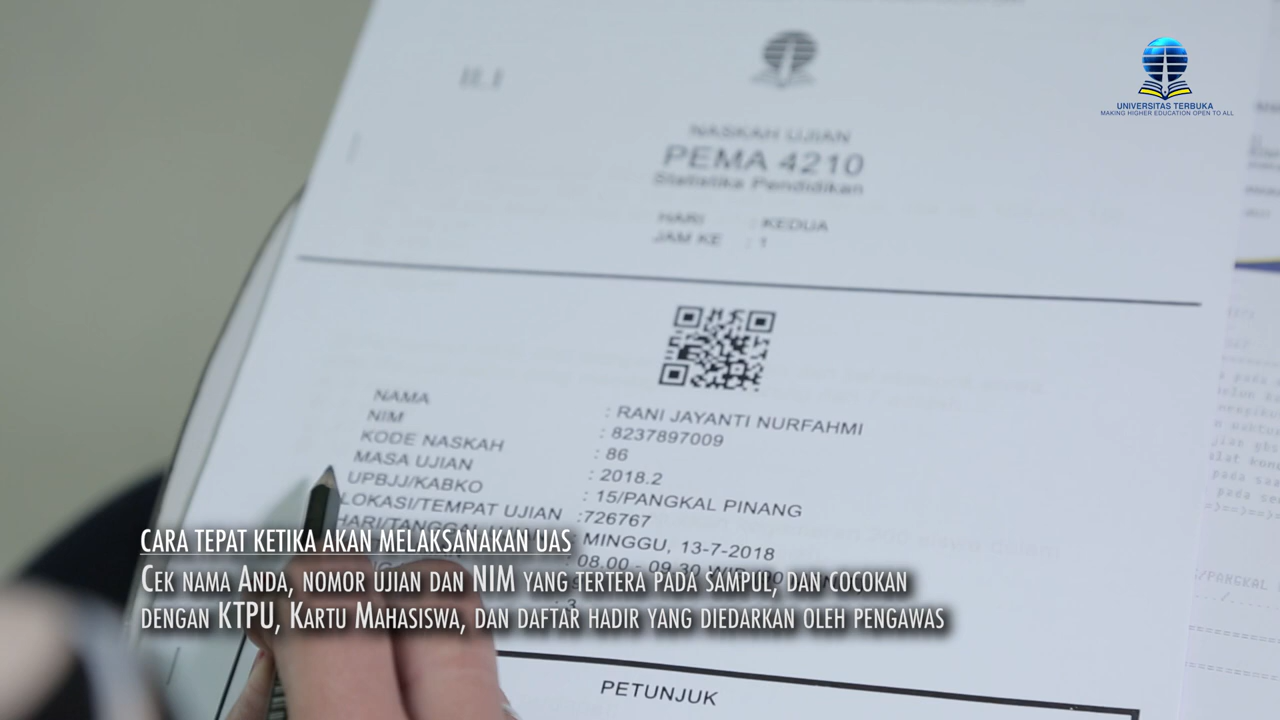 UNIVERSITAS TERBUKA
MAKING HIGHER EDUCATION OPEN TO ALL
NASKAH UJIAN
PEMA 4210
Statistika Pendidikan
HARI : KEDUA
JAM KE : 1
NAMA : RANI JAYANTI NURFAHMI
NIM : 8237897009
KODE NASKAH : 86
MASA UJIAN : 2018.2
UPBJJ/KABKO : 15/PANGKAL PINANG
LOKASI/TEMPAT UJIAN :726767
HARI/TANGGAL : MINGGU, 13-7-2018
: 08.00 - 09.30 WIB
: 3
CARA TEPAT KETIKA AKAN MELAKSANAKAN UAS
CEK NAMA ANDA, NOMOR UJIAN DAN NIM YANG TERTERA PADA SAMPUL, DAN COCOKAN
DENGAN KTPU, KARTU MAHASISWA, DAN DAFTAR HADIR YANG DIEDARKAN OLEH PENGAWAS
PETUNJUK